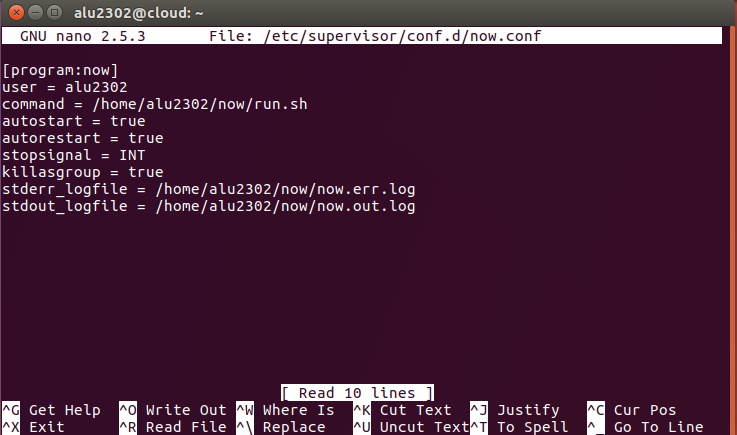 alu2302@cloud: ~
GNU nano 2.5.3 File: /etc/supervisor/conf.d/now.conf
[program:now]
user = alu2302
command = /home/alu2302/now/run.sh
autostart = true
autorestart = true
stopsignal = INT
killasgroup = true
stderr_logfile = /home/alu2302/now/now.err.log
stdout_logfile = /home/alu2302/now/now.out.log
[ Read 10 lines ]
^G Get Help ^O Write Out ^W Where Is ^K Cut Text ^J Justify ^C Cur Pos
^X Exit ^R Read File ^\ Replace ^U Uncut Text^T To Spell ^_ Go To Line